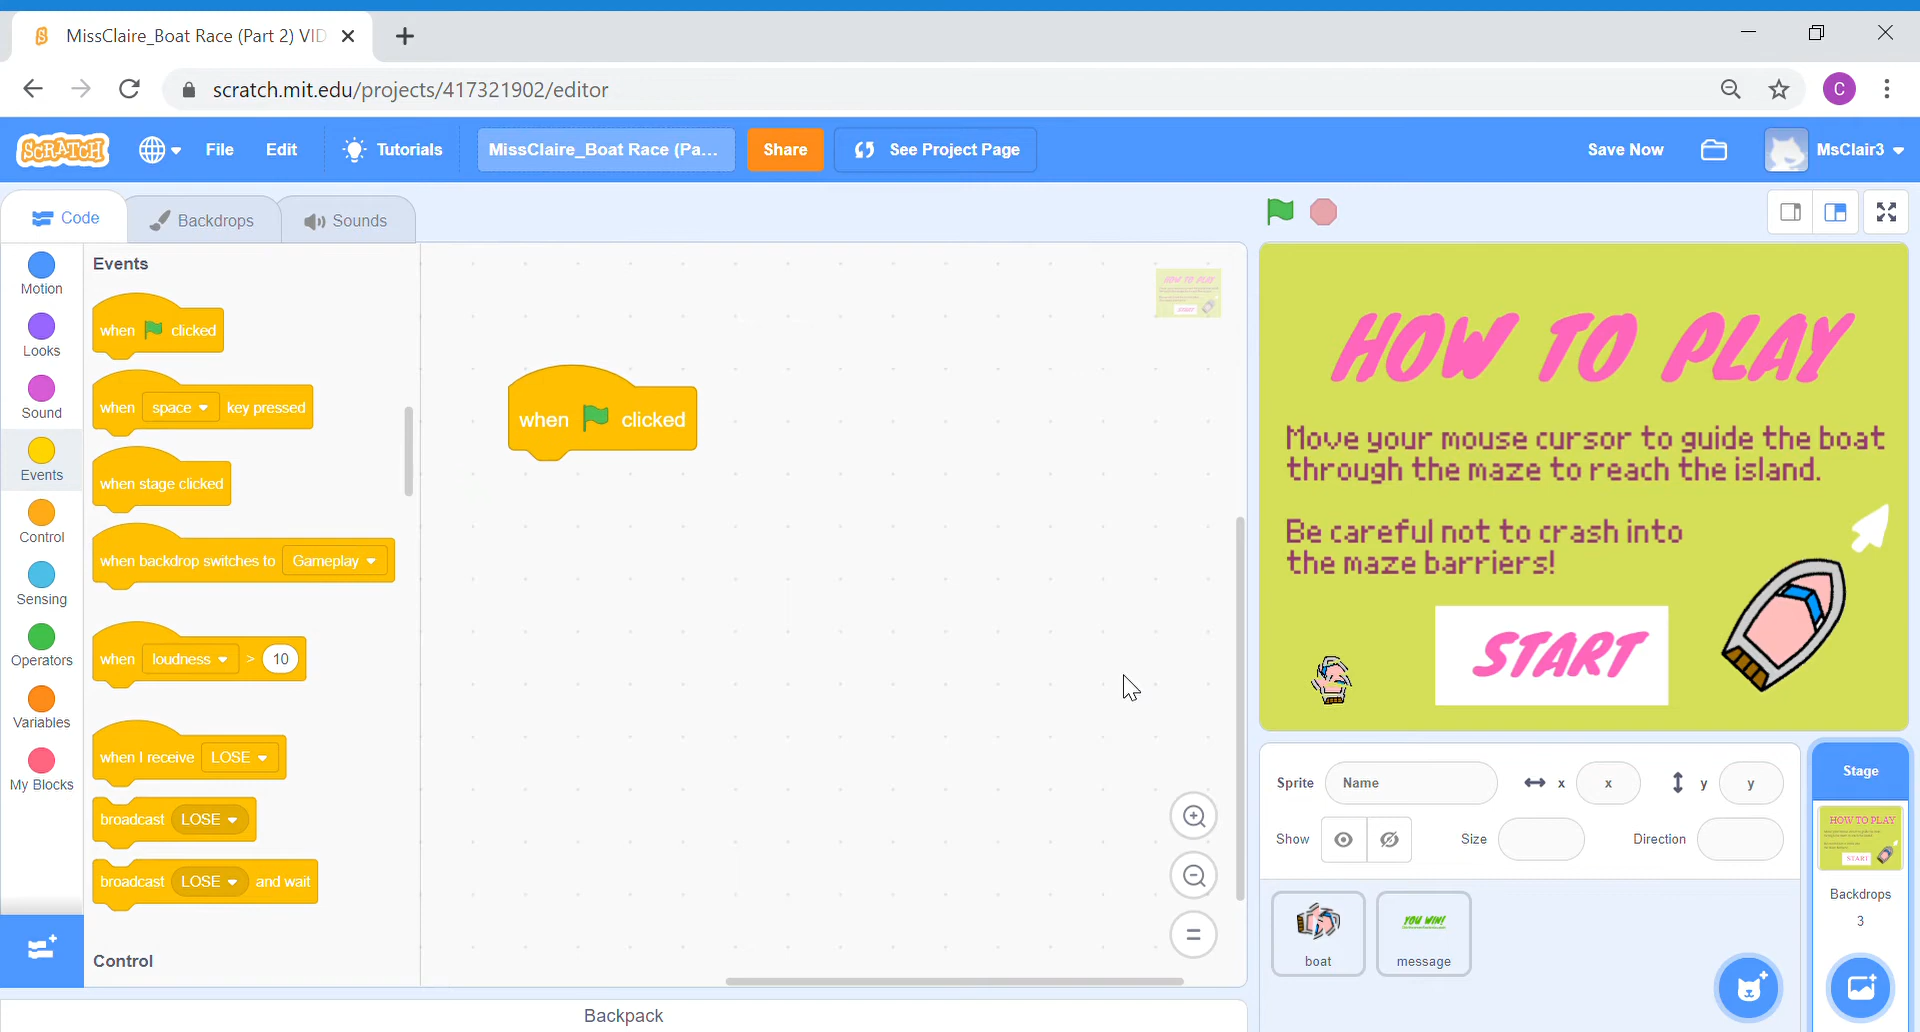 MissClaire_Boat Race (Part 2) VID
scratch.mit.edu/projects/417321902/editor
C
SCRATCH
File
Edit
Tutorials
MissClaire_Boat Race (Pa...
Share
See Project Page
Save Now
MsClair3
Code
Backdrops
Sounds
Motion
Looks
Sound
Events
Control
Sensing
Operators
Variables
My Blocks
Events
when clicked
when space key pressed
when stage clicked
when backdrop switches to Gameplay
when loudness > 10
when I receive LOSE
broadcast LOSE
broadcast LOSE and wait
Control
when clicked
Backpack
HOW TO PLAY
Move your mouse cursor to guide the boat
through the maze to reach the island.
Be careful not to crash into
the maze barriers!
START
Sprite
Name
x
x
y
y
Show
Size
Direction
YOU WIN!
boat
message
Stage
HOW TO PLAY
START
Backdrops
3